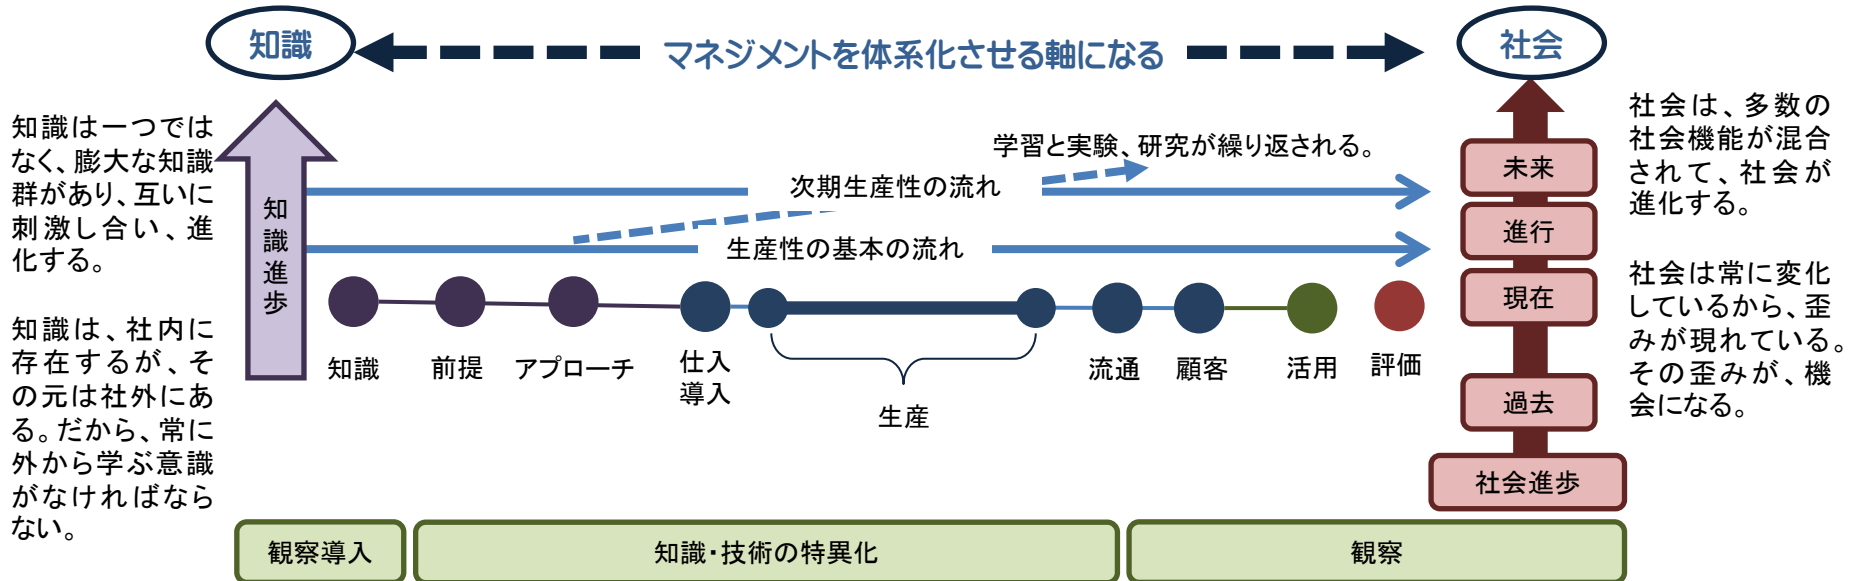 知識
マネジメントを体系化させる軸になる
社会
知識は一つでは
なく、膨大な知識
群があり、互いに
刺激し合い、進
化する。
知識は、社内に
存在するが、そ
の元は社外にあ
る。だから、常に
外から学ぶ意識
がなければなら
ない。
知識進歩
学習と実験、研究が繰り返される。
次期生産性の流れ
生産性の基本の流れ
知識
前提
アプローチ
仕入
導入
生産
流通
顧客
活用
評価
未来
進行
現在
過去
社会進歩
社会は、多数の
社会機能が混合
されて、社会が
進化する。
社会は常に変化
しているから、歪
みが現れている。
その歪みが、機
会になる。
観察導入
知識・技術の特異化
観察